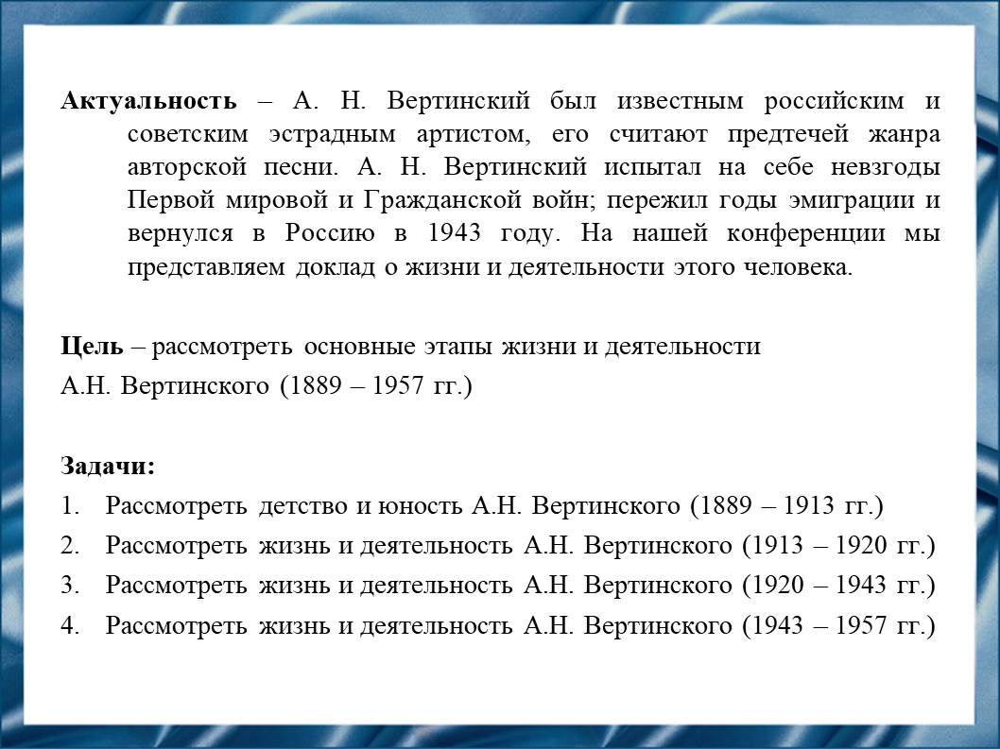 Актуальность – А. Н. Вертинский был известным российским и
советским эстрадным артистом, его считают предтечей жанра
авторской песни. А. Н. Вертинский испытал на себе невзгоды
Первой мировой и Гражданской войн; пережил годы эмиграции и
вернулся в Россию в 1943 году. На нашей конференции мы
представляем доклад о жизни и деятельности этого человека.
Цель – рассмотреть основные этапы жизни и деятельности
А.Н. Вертинского (1889 – 1957 гг.)
Задачи:
1. Рассмотреть детство и юность А.Н. Вертинского (1889 – 1913 гг.)
2. Рассмотреть жизнь и деятельность А.Н. Вертинского (1913 – 1920 гг.)
3. Рассмотреть жизнь и деятельность А.Н. Вертинского (1920 – 1943 гг.)
4. Рассмотреть жизнь и деятельность А.Н. Вертинского (1943 – 1957 гг.)